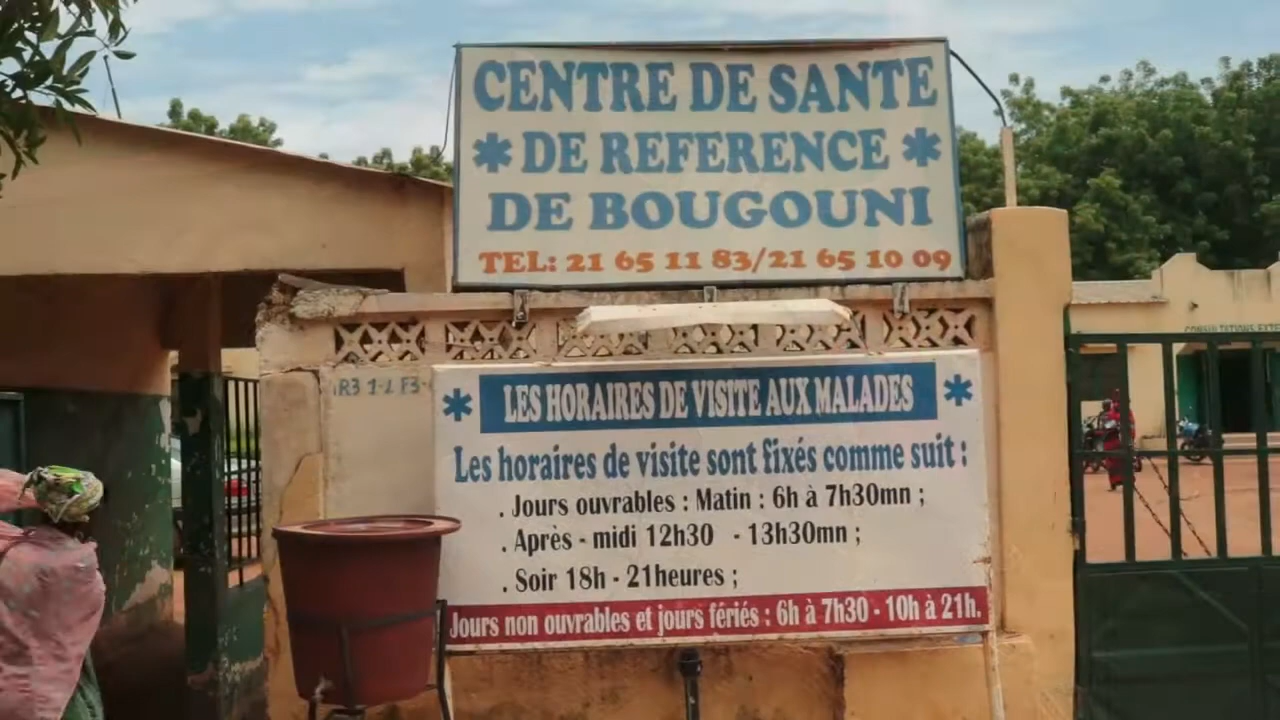 CENTRE DE SANTE
* DE REFERENCE *
DE BOUGOUNI
TEL: 21 65 11 83/21 65 10 09
* LES HORAIRES DE VISITE AUX MALADES *
Les horaires de visite sont fixés comme suit :
. Jours ouvrables : Matin : 6h à 7h30mn ;
. Après - midi 12h30 - 13h30mn ;
. Soir 18h - 21heures ;
Jours non ouvrables et jours fériés : 6h à 7h30 - 10h à 21h.
CONSULTATIONS